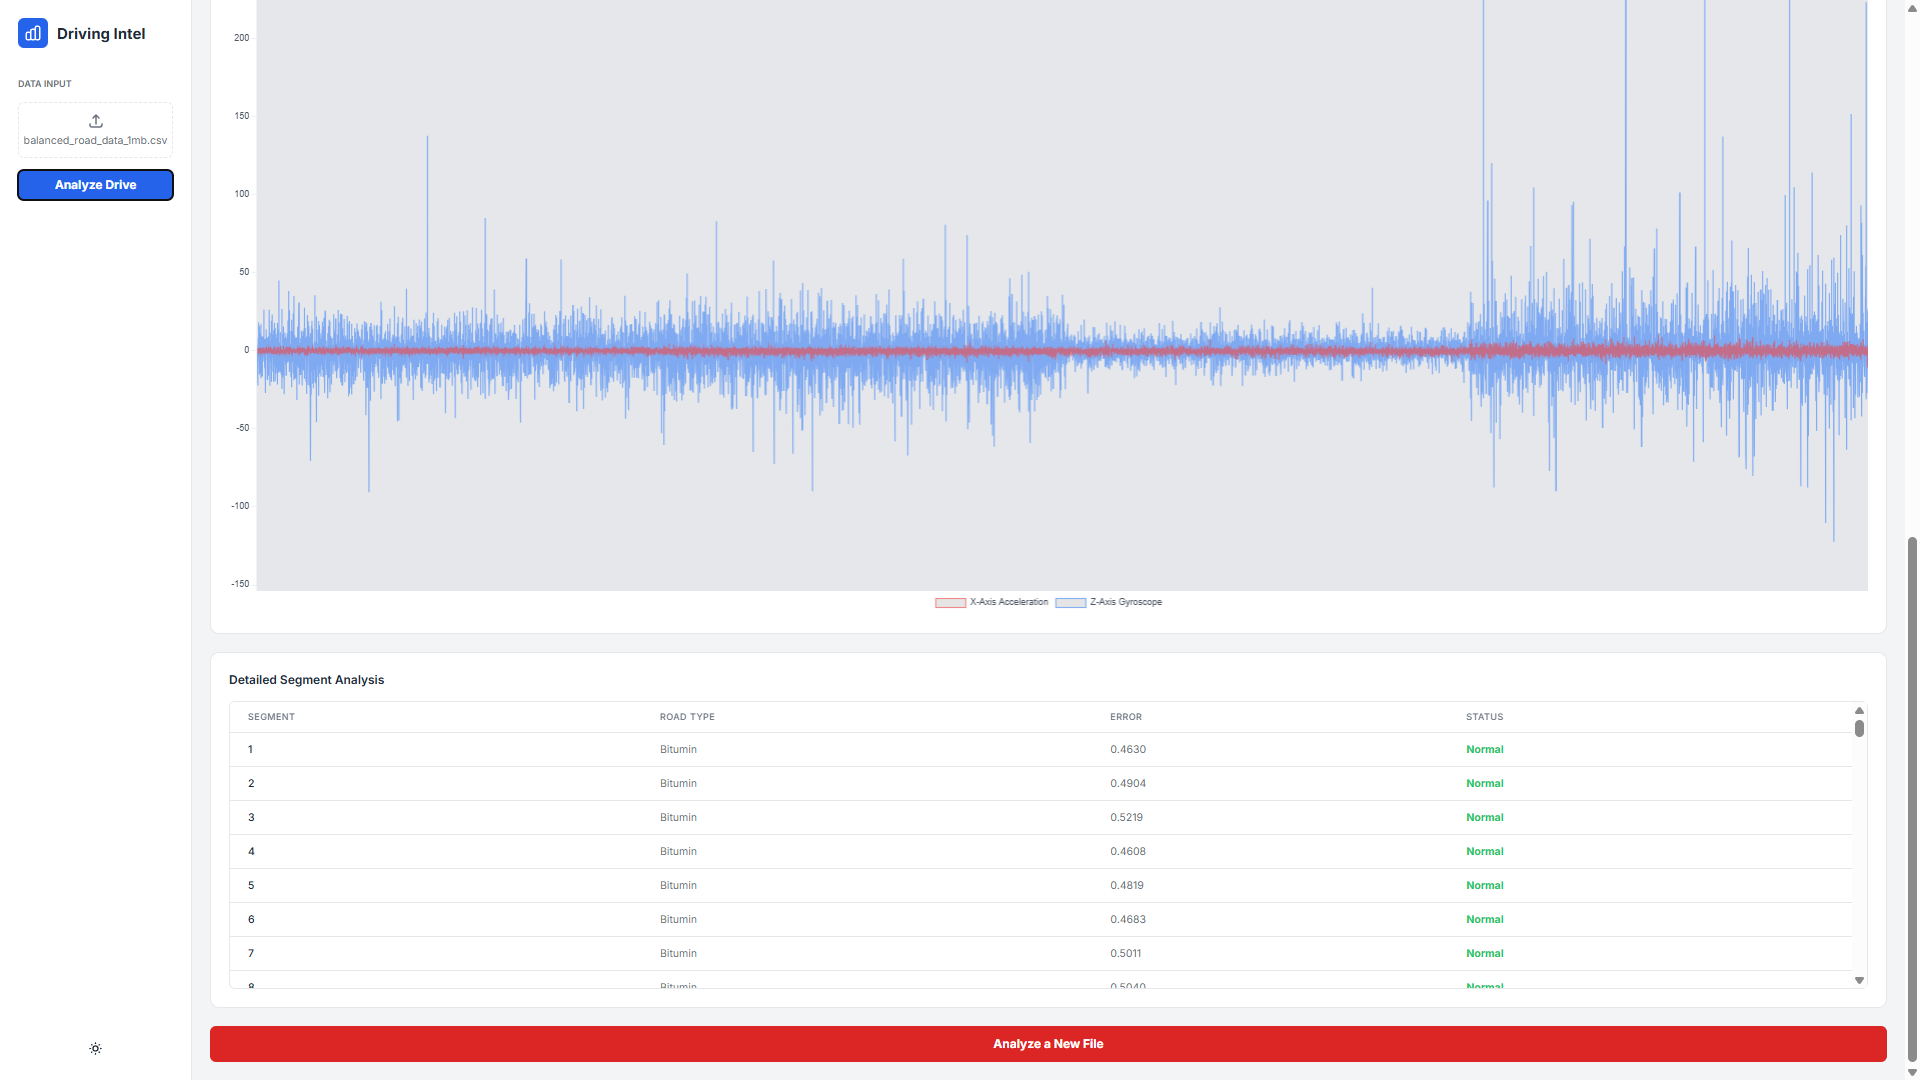 Driving Intel
DATA INPUT
balanced_road_data_1mb.csv
Analyze Drive
200
150
100
50
0
-50
-100
-150
X-Axis Acceleration Z-Axis Gyroscope
Detailed Segment Analysis
SEGMENT ROAD TYPE ERROR STATUS
1 Bitumin 0.4630 Normal
2 Bitumin 0.4904 Normal
3 Bitumin 0.5219 Normal
4 Bitumin 0.4608 Normal
5 Bitumin 0.4819 Normal
6 Bitumin 0.4683 Normal
7 Bitumin 0.5011 Normal
8 Bitumin 0.5040 Normal
Analyze a New File